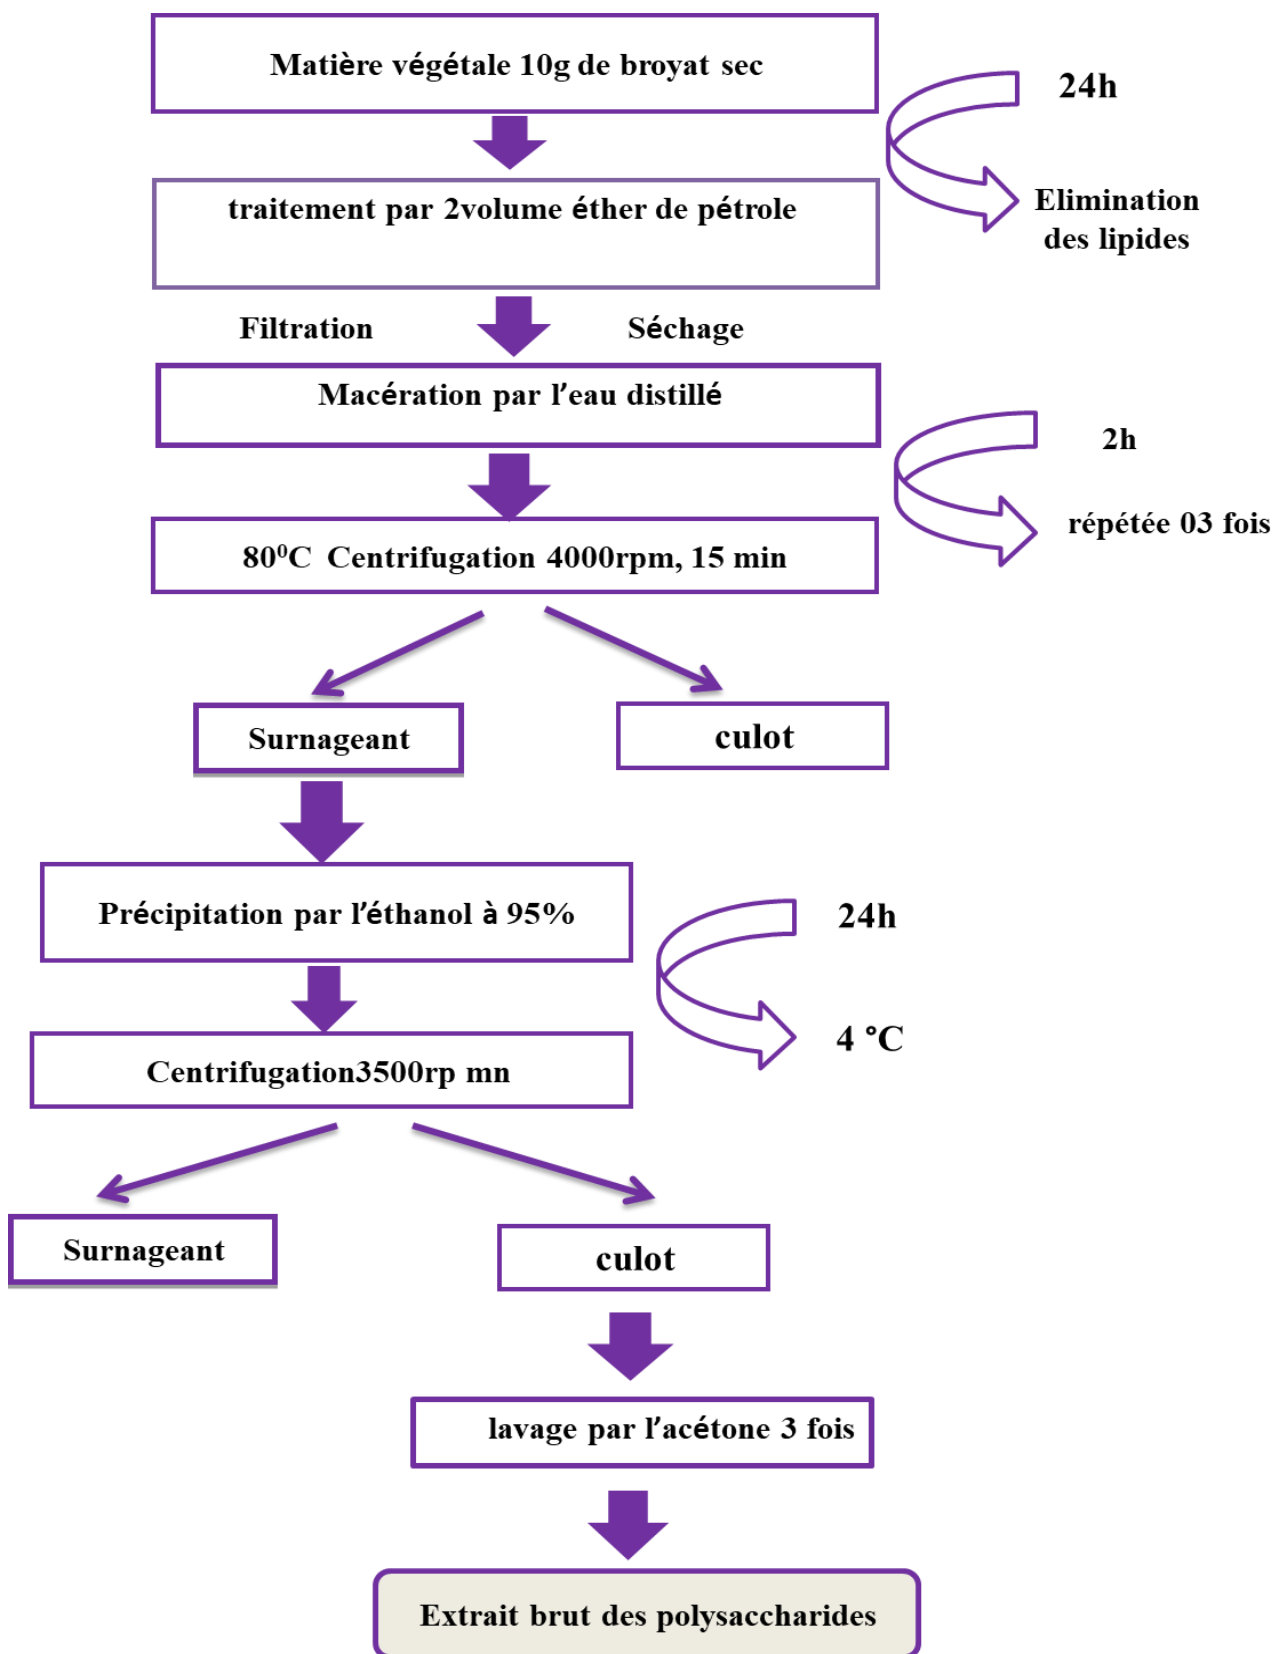 Matière végétale 10g de broyat sec
24h
traitement par 2volume éther de pétrole
Elimination
des lipides
Filtration
Séchage
Macération par l'eau distillé
2h
répétée 03 fois
80⁰C Centrifugation 4000rpm, 15 min
Surnageant
culot
Précipitation par l'éthanol à 95%
24h
4 °C
Centrifugation3500rp mn
Surnageant
culot
lavage par l'acétone 3 fois
Extrait brut des polysaccharides